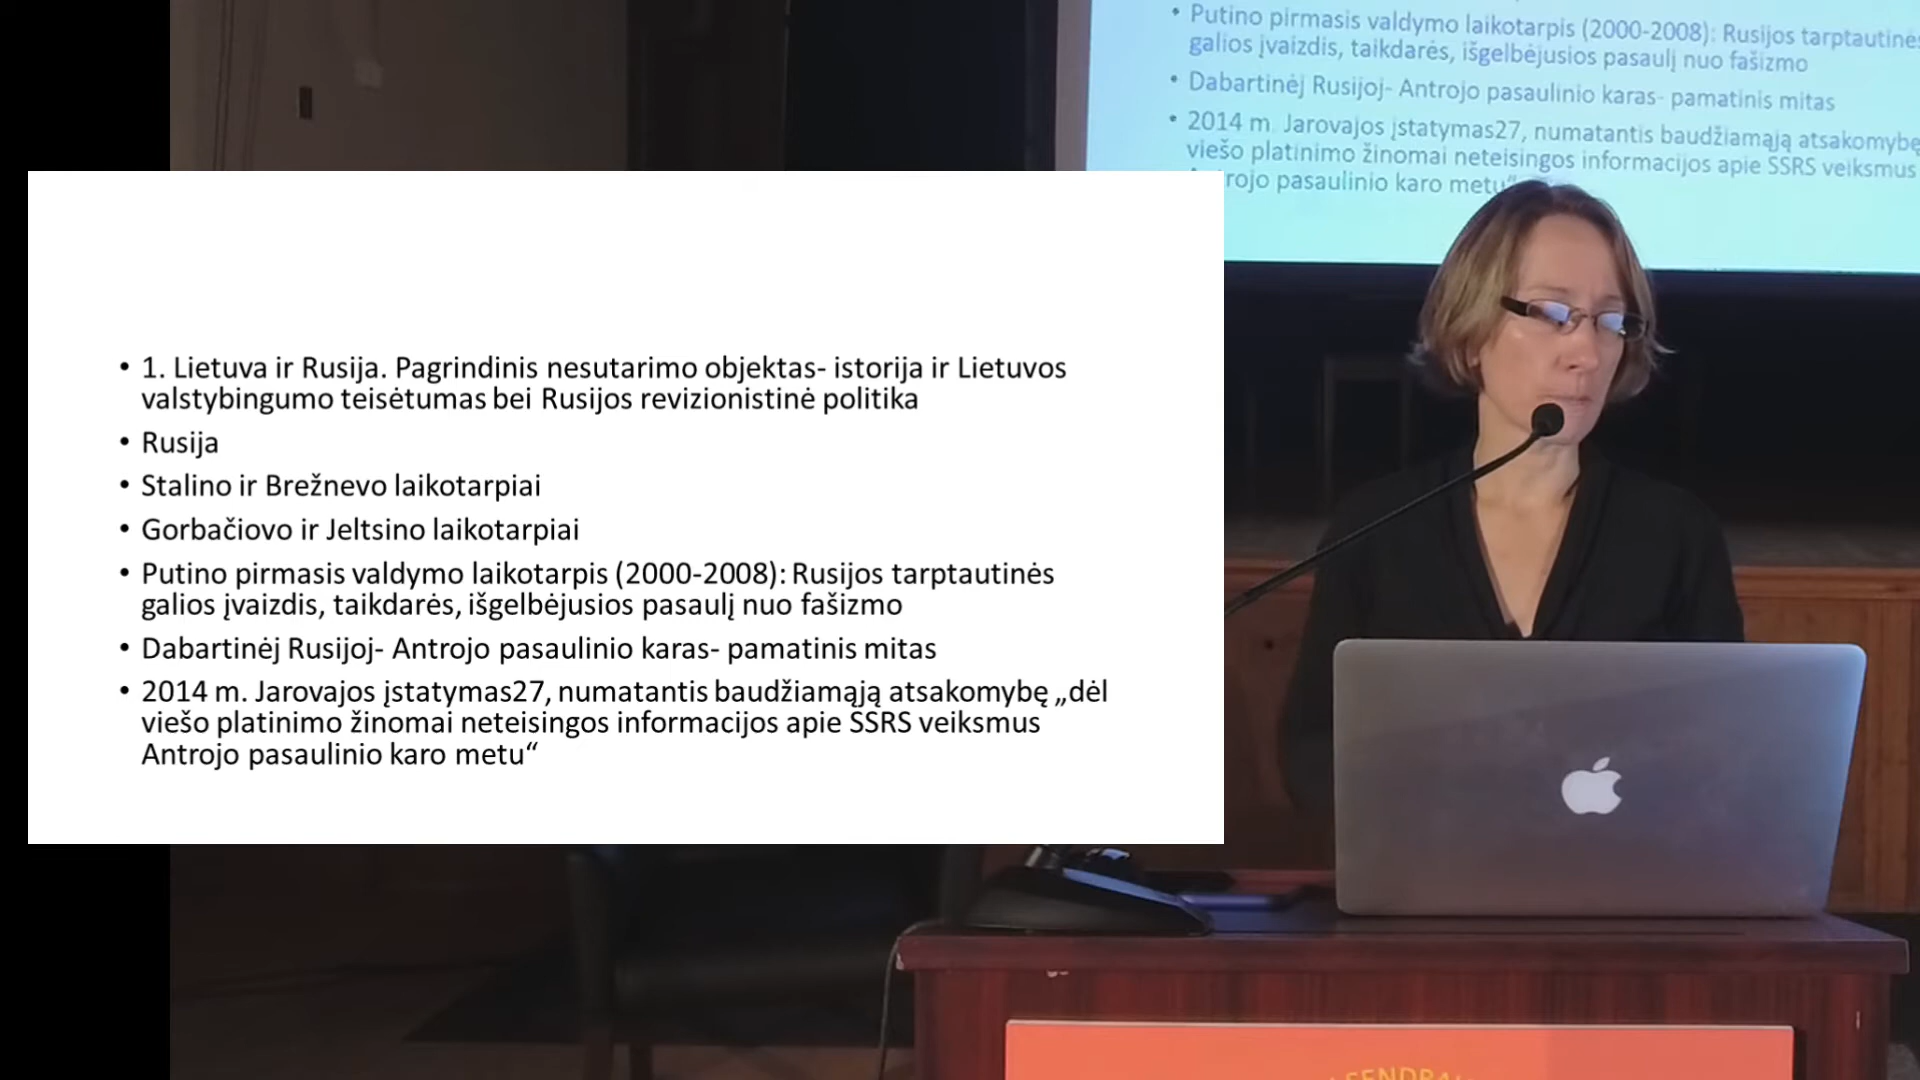 • Putino pirmasis valdymo laikotarpis (2000-2008): Rusijos tarptautinės
galios įvaizdis, taikdarės, išgelbėjusios pasaulį nuo fašizmo
• Dabartinėj Rusijoj- Antrojo pasaulinio karas- pamatinis mitas
• 2014 m. Jarovajos įstatymas27, numatantis baudžiamąją atsakomybę
viešo platinimo žinomai neteisingos informacijos apie SSRS veiksmus
rojo pasaulinio karo metu“
• 1. Lietuva ir Rusija. Pagrindinis nesutarimo objektas- istorija ir Lietuvos
valstybingumo teisėtumas bei Rusijos revizionistinė politika
• Rusija
• Stalino ir Brežnevo laikotarpiai
• Gorbačiovo ir Jeltsino laikotarpiai
• Putino pirmasis valdymo laikotarpis (2000-2008): Rusijos tarptautinės
galios įvaizdis, taikdarės, išgelbėjusios pasaulį nuo fašizmo
• Dabartinėj Rusijoj- Antrojo pasaulinio karas- pamatinis mitas
• 2014 m. Jarovajos įstatymas27, numatantis baudžiamąją atsakomybę „dėl
viešo platinimo žinomai neteisingos informacijos apie SSRS veiksmus
Antrojo pasaulinio karo metu“